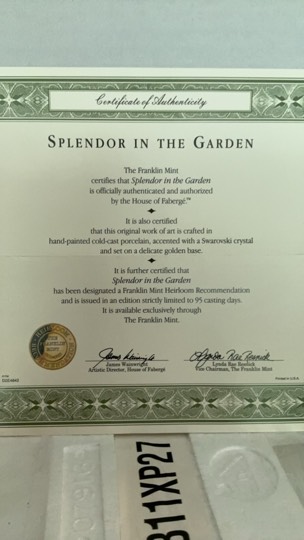 Certificate of Authenticity
SPLENDOR IN THE GARDEN
The Franklin Mint
certifies that Splendor in the Garden
is officially authenticated and authorized
by the House of Fabergé.™
It is also certified
that this original work of art is crafted in
hand-painted cold-cast porcelain, accented with a Swarovski crystal
and set on a delicate golden base.
It is further certified that
Splendor in the Garden
has been designated a Franklin Mint Heirloom Recommendation
and is issued in an edition strictly limited to 95 casting days.
It is available exclusively through
The Franklin Mint.
THE FRANKLIN MINT
James Wainwright
Artistic Director, House of Fabergé
Lynda Rae Resnick
Vice Chairman, The Franklin Mint
B11XP27